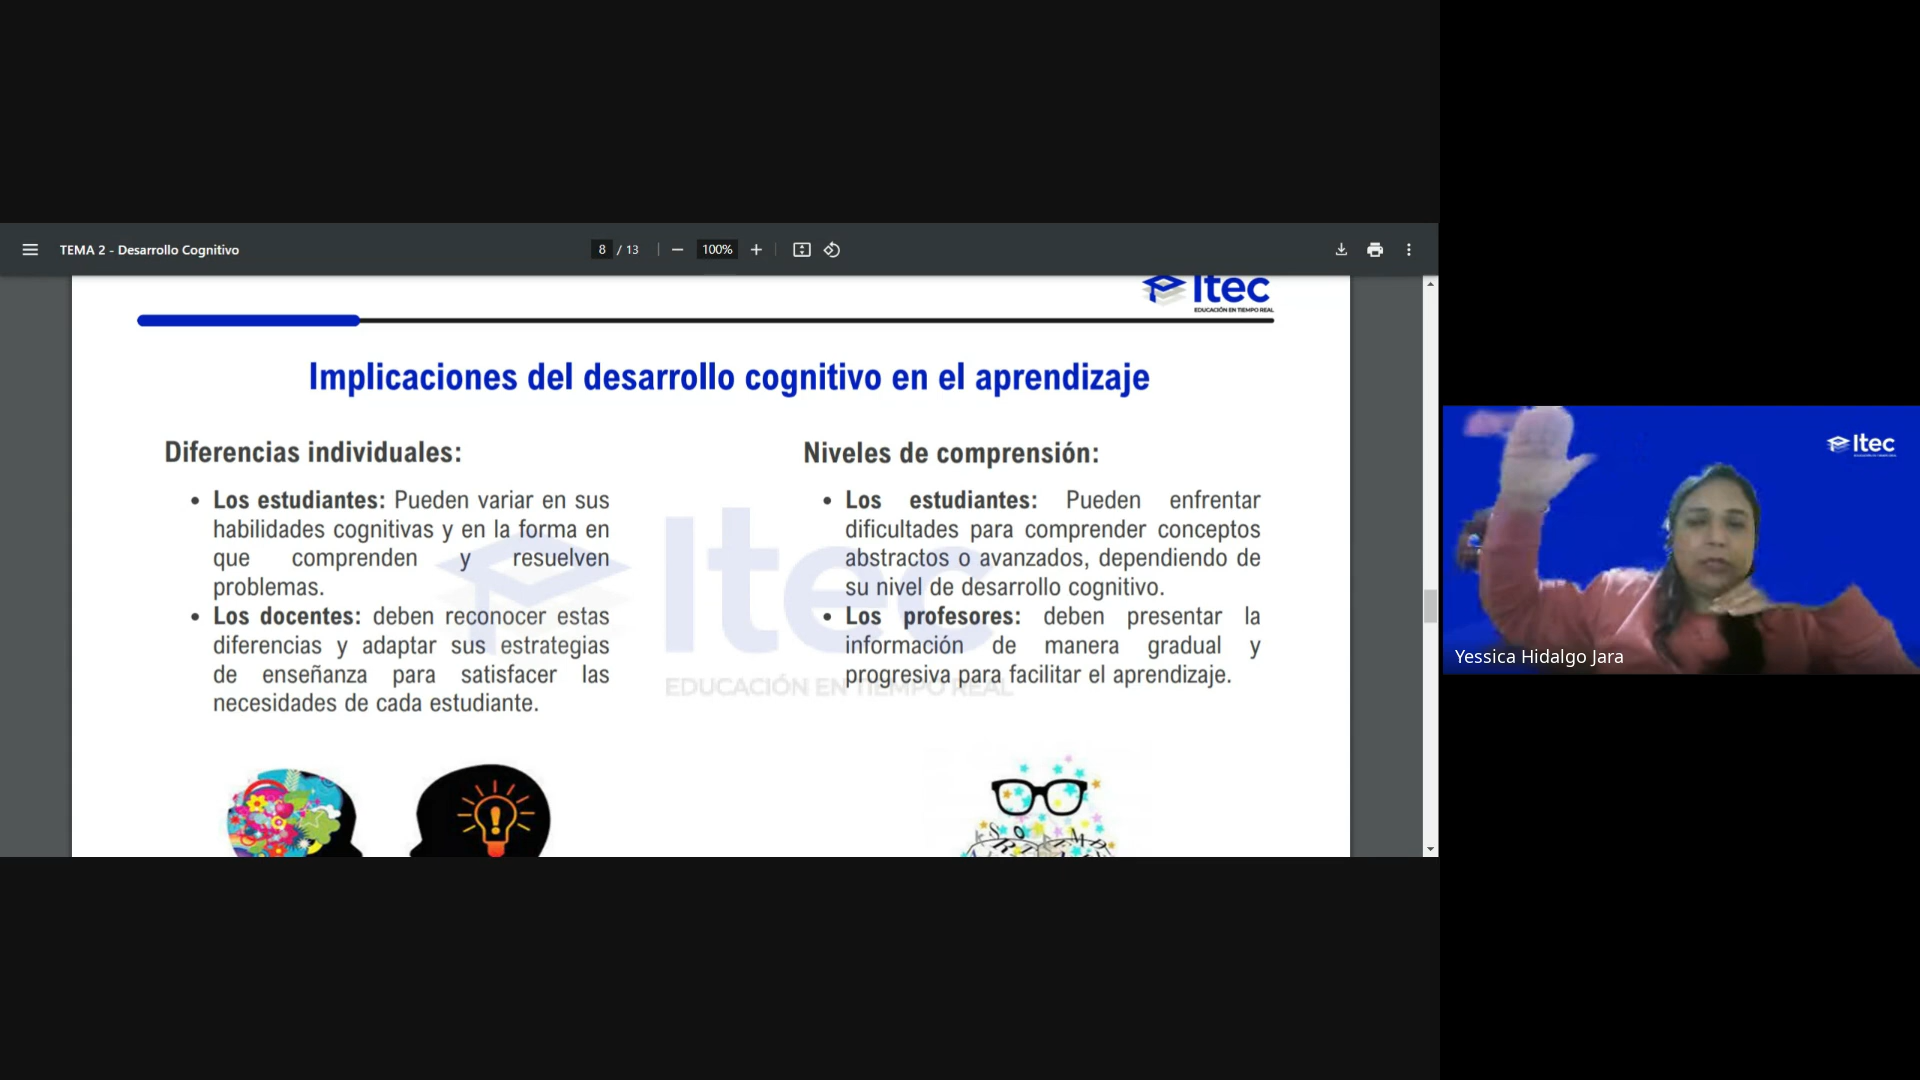 TEMA 2 - Desarrollo Cognitivo
8 / 13
100%
Itec
EDUCACIÓN EN TIEMPO REAL
Implicaciones del desarrollo cognitivo en el aprendizaje
Diferencias individuales:
• Los estudiantes: Pueden variar en sus
habilidades cognitivas y en la forma en
que comprenden y resuelven
problemas.
• Los docentes: deben reconocer estas
diferencias y adaptar sus estrategias
de enseñanza para satisfacer las
necesidades de cada estudiante.
Niveles de comprensión:
• Los estudiantes: Pueden enfrentar
dificultades para comprender conceptos
abstractos o avanzados, dependiendo de
su nivel de desarrollo cognitivo.
• Los profesores: deben presentar la
información de manera gradual y
progresiva para facilitar el aprendizaje.
Itec
EDUCACIÓN EN TIEMPO REAL
Itec
Yessica Hidalgo Jara